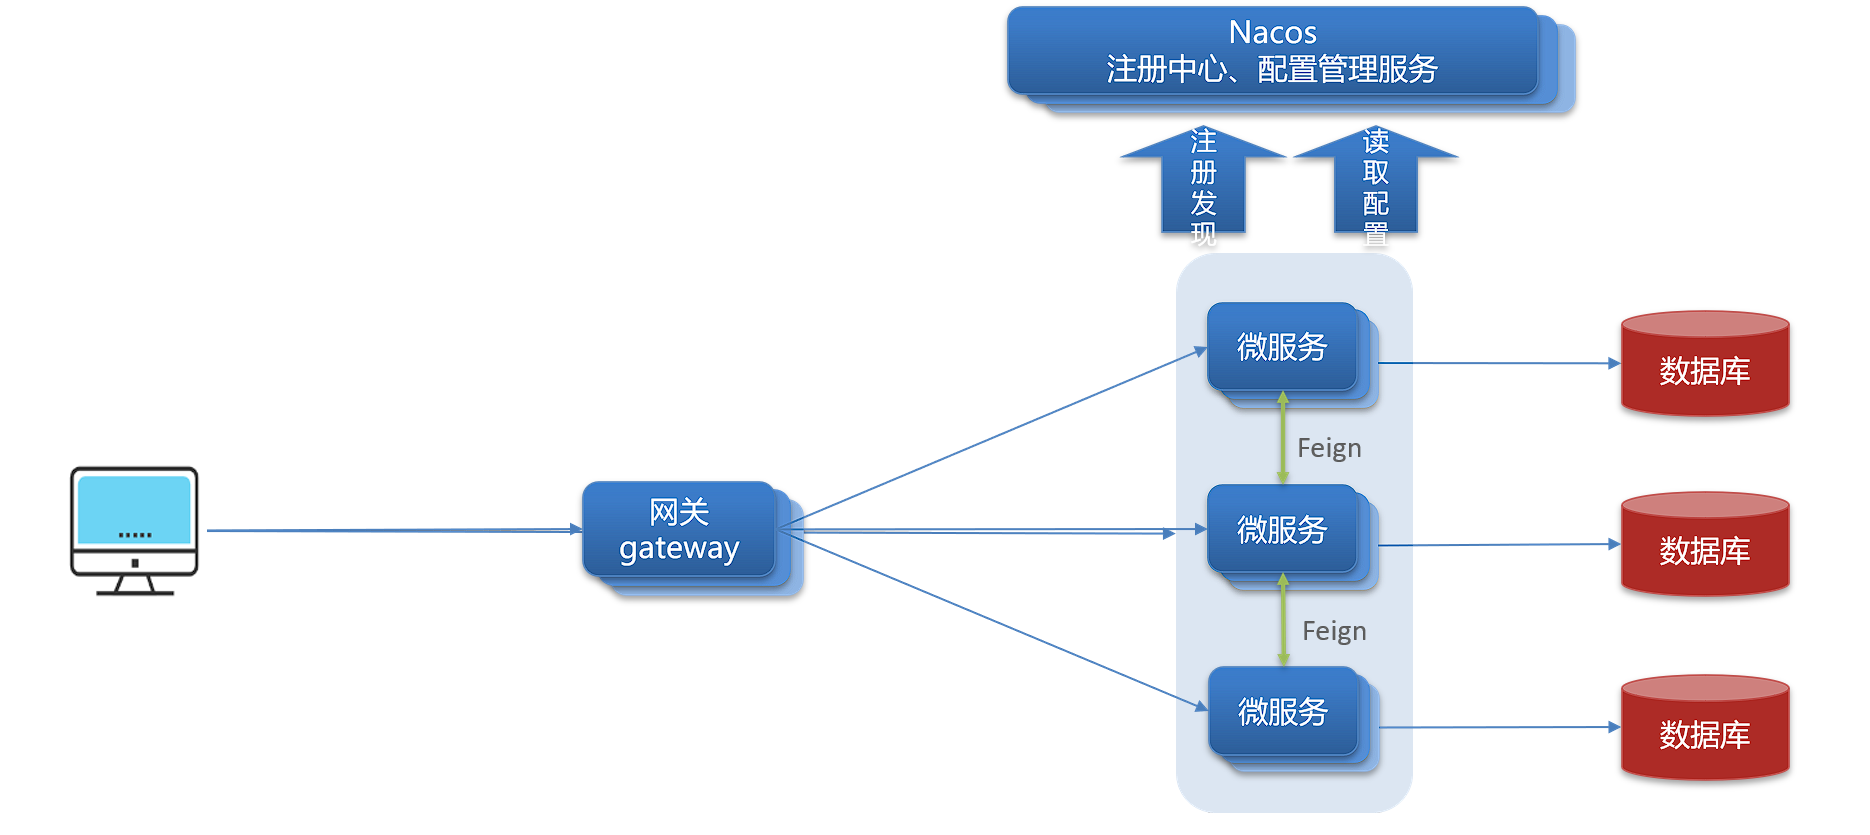 Nacos
注册中心、配置管理服务
注册发现
读取配置
微服务
数据库
Feign
网关
gateway
微服务
数据库
Feign
微服务
数据库